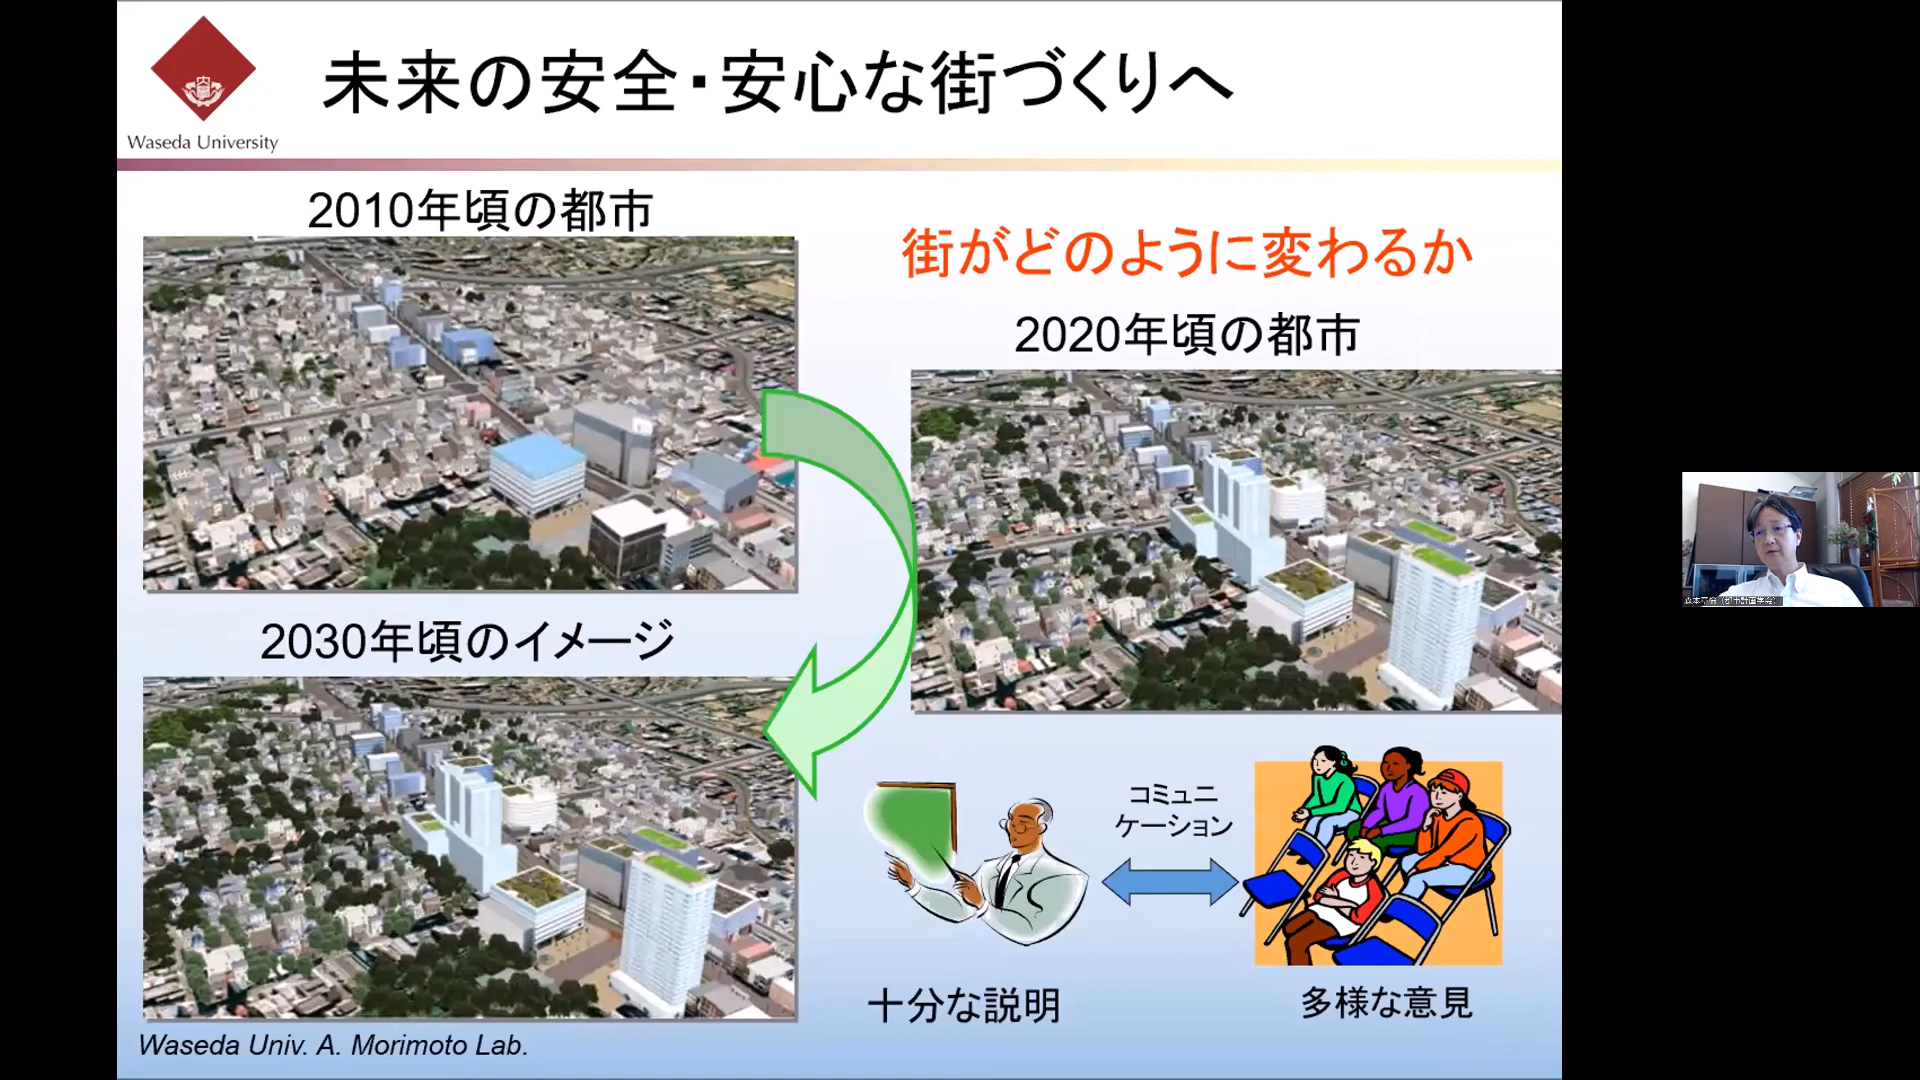 未来の安全・安心な街づくりへ
Waseda University
2010年頃の都市
街がどのように変わるか
2020年頃の都市
2030年頃のイメージ
コミュニ
ケーション
十分な説明
多様な意見
Waseda Univ. A. Morimoto Lab.